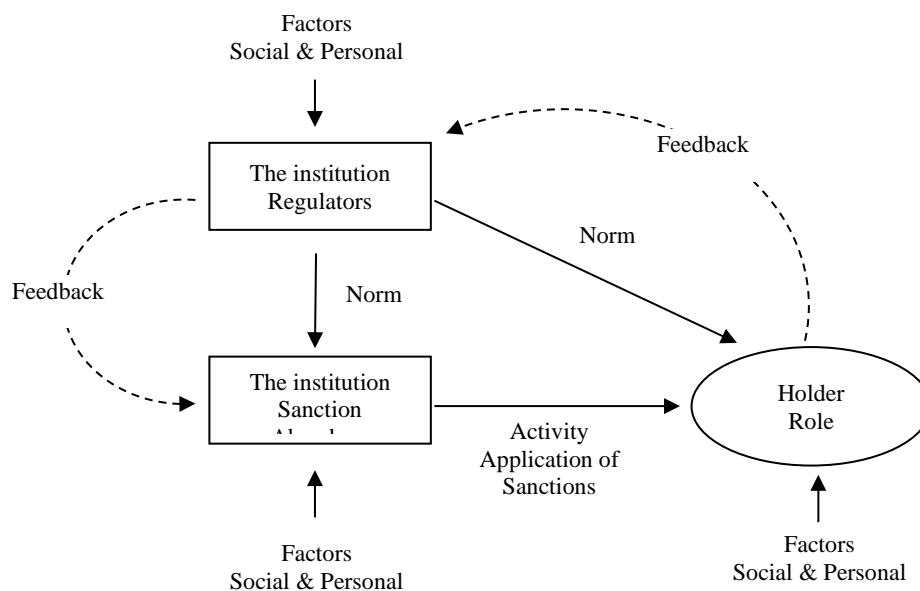 Factors
Social & Personal
Feedback
The institution
Regulators
Norm
Feedback
Norm
The institution
Sanction
Holder
Role
Activity
Application of
Sanctions
Factors
Social & Personal
Factors
Social & Personal